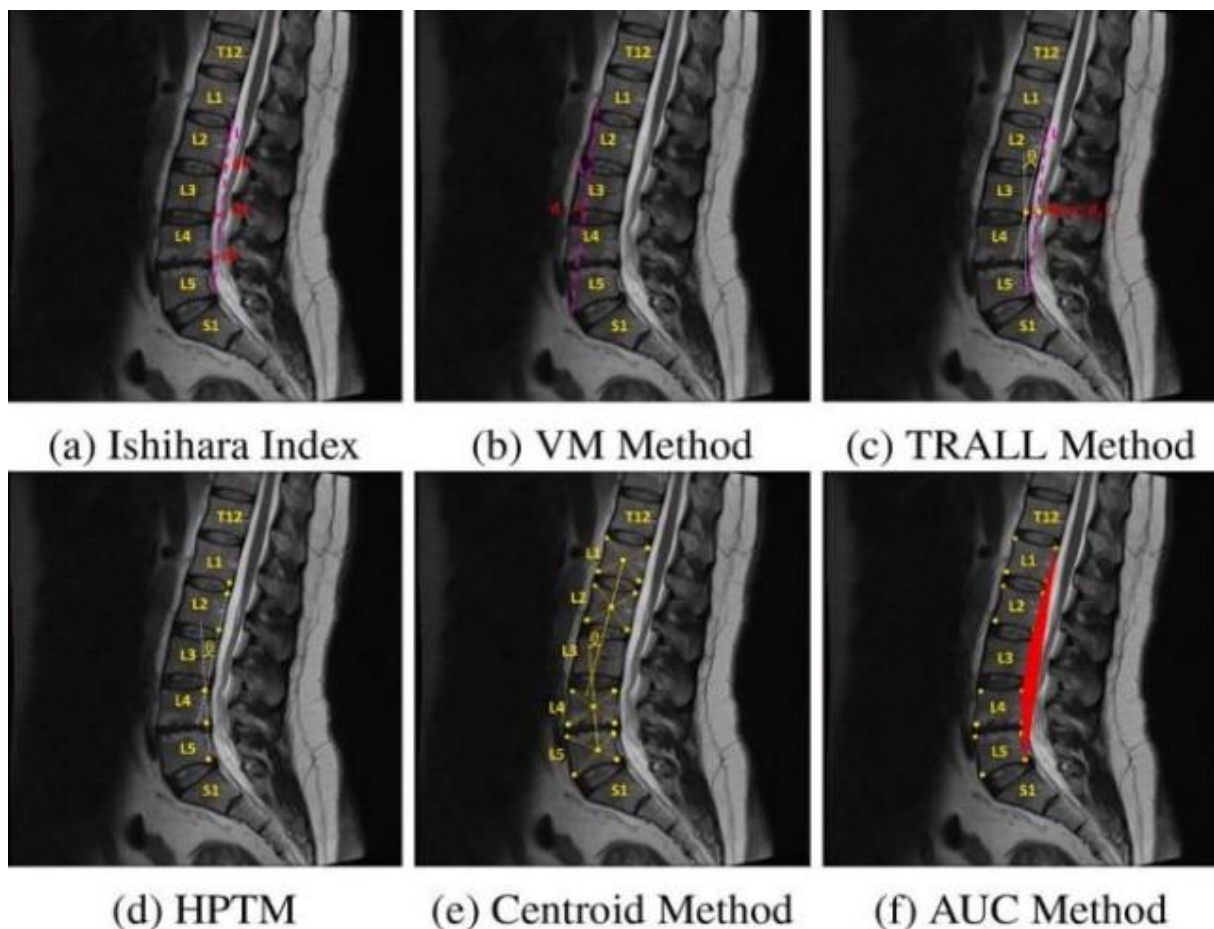 T12 T12 T12
L1 L1 L1
L2 L2 L2
L3 L3 L3
L4 L4 L4
L5 L5 L5
S1 S1 S1
(a) Ishihara Index (b) VM Method (c) TRALL Method
T12 T12 T12
L1 L1 L1
L2 L2 L2
L3 L3 L3
L4 L4 L4
L5 L5 L5
S1 S1 S1
(d) HPTM (e) Centroid Method (f) AUC Method